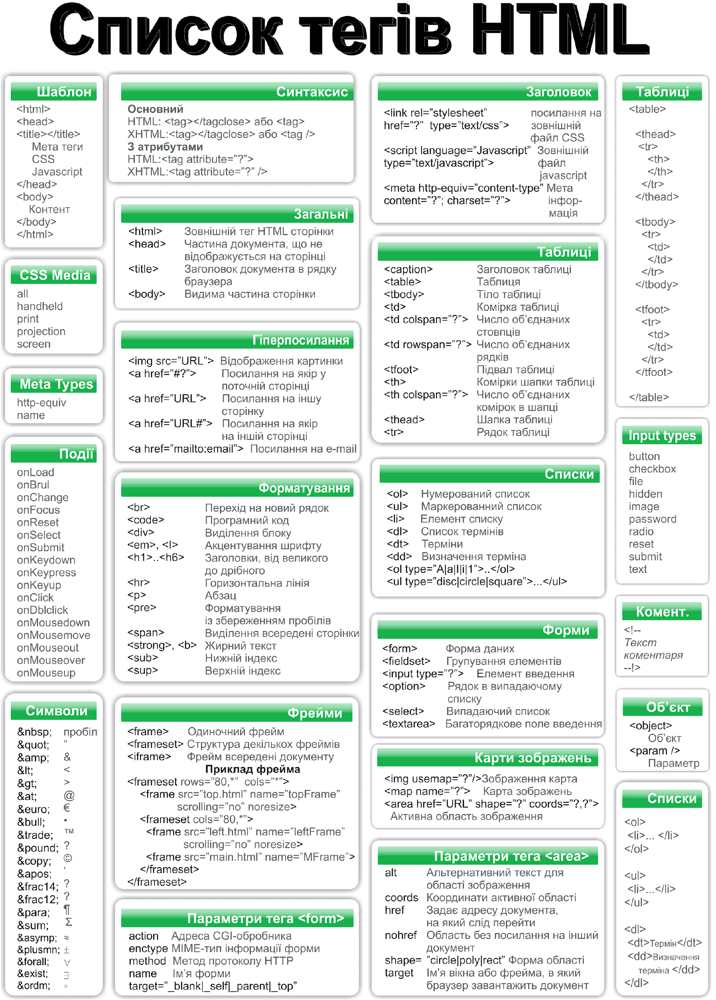 Список тегів HTML
Шаблон
<html>
<head>
<title></title>
Мета теги
CSS
Javascript
</head>
<body>
Контент
</body>
</html>
CSS Media
all
handheld
print
projection
screen
Meta Types
http-equiv
name
Події
onLoad
onBrul
onChange
onFocus
onReset
onSelect
onSubmit
onKeydown
onKeypress
onKeyup
onClick
onDblclick
onMousedown
onMousemove
onMouseout
onMouseover
onMouseup
Символи
&nbsp; пробіл
&quot; ”
&amp; &
&lt; <
&gt; >
&at; @
&euro; €
&bull; •
&trade; ™
&pound; ?
&copy; ©
&apos; ‘
&frac14; ?
&frac12; ?
&para; ¶
&sum; Σ
&asymp; ≈
&plusmn; ±
&forall; ∀
&exist; ∃
&ordm; º
Синтаксис
Основний
HTML: <tag></tagclose> або <tag>
XHTML:<tag></tagclose> або <tag />
З атрибутами
HTML:<tag attribute=”?”>
XHTML:<tag attribute=”?” />
Загальні
<html> Зовнішній тег HTML сторінки
<head> Частина документа, що не
відображується на сторінці
<title> Заголовок документа в рядку
браузера
<body> Видима частина сторінки
Гіперпосилання
<img src=”URL”> Відображення картинки
<a href=”#?”> Посилання на якір у
поточній сторінці
<a href=”URL”> Посилання на іншу
сторінку
<a href=”URL#”> Посилання на якір
на іншій сторінці
<a href=”mailto:email”> Посилання на e-mail
Форматування
<br> Перехід на новий рядок
<code> Програмний код
<div> Виділення блоку
<em>, <I> Акцентування шрифту
<h1>..<h6> Заголовки, від великого
до дрібного
<hr> Горизонтальна лінія
<p> Абзац
<pre> Форматування
із збереженням пробілів
<span> Виділення всередені сторінки
<strong>, <b> Жирний текст
<sub> Нижній індекс
<sup> Верхній індекс
Фрейми
<frame> Одиночний фрейм
<frameset> Структура декількох фреймів
<iframe> Фрейм всередені документу
Приклад фрейма
<frameset rows=”80,*” cols=”*”>
<frame src=”top.html” name=”topFrame”
scrolling=”no” noresize>
<frameset cols=”80,*”>
<frame src=”left.html” name=”leftFrame”
scrolling=”no” noresize>
<frame src=”main.html” name=”MFrame”>
</frameset>
</frameset>
Параметри тега <form>
action Адреса CGI-обробника
enctype MIME-тип інформації форми
method Метод протоколу HTTP
name Ім’я форми
target=”_blank|_self|_parent|_top”
Заголовок
<link rel=”stylesheet” посилання на
href=”?” type=”text/css”> зовнішній
файл CSS
<script language=”Javascript” Зовнішній
type=”text/javascript”> файл
javascript
<meta http-equiv=”content-type” Мета
content=”?”; charset=”?”> інфор-
мація
Таблиці
<caption> Заголовок таблиці
<table> Таблиця
<tbody> Тіло таблиці
<td> Комірка таблиці
<td colspan=”?”> Число об’єднаних
стовпців
<td rowspan=”?”> Число об’єднаних
рядків
<tfoot> Підвал таблиці
<th> Комірки шапки таблиці
<th colspan=”?”> Число об’єднаних
комірок в шапці
<thead> Шапка таблиці
<tr> Рядок таблиці
Списки
<ol> Нумерований список
<ul> Маркерованний список
<li> Елемент списку
<dl> Список термінів
<dt> Терміни
<dd> Визначення терміна
<ol type=”A|a|I|i|1”>..</ol>
<ul type=”disc|circle|square”>...</ul>
Форми
<form> Форма даних
<fieldset> Групування елементів
<input type=”?”> Елемент введення
<option> Рядок в випадаючому
списку
<select> Випадаючий список
<textarea> Багаторядкове поле введення
Карти зображень
<img usemap=”?”/>Зображення карта
<map name=”?”> Карта зображень
<area href=”URL” shape=”?” coords=”?,?”>
Активна область зображення
Параметри тега <area>
alt Альтернативний текст для
області зображення
coords Координати активної області
href Задає адресу документа,
на який слід перейти
nohref Область без посилання на інший
документ
shape= ”circle|poly|rect” Форма області
target Ім’я вікна або фрейма, в який
браузер завантажить документ
Таблиці
<table>
<thead>
<tr>
<th>
</th>
</tr>
</thead>
<tbody>
<tr>
<td>
</td>
</tr>
</tbody>
<tfoot>
<tr>
<td>
</td>
</tr>
</tfoot>
</table>
Input types
button
checkbox
file
hidden
image
password
radio
reset
submit
text
Комент.
<!--
Текст
коментаря
--!>
Об’єкт
<object>
Об’єкт
<param />
Параметр
Списки
<ol>
<li>... </li>
</ol>
<ul>
<li>...</li>
</ul>
<dl>
<dt>Термін</dt>
<dd>Визначення
терміна </dd>
</dl>